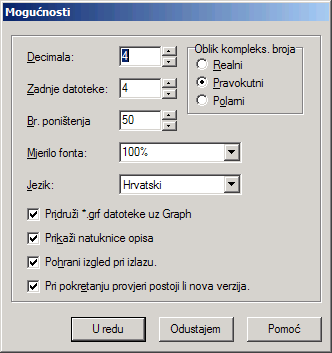 Mogućnosti
Decimala: 4
Zadnje datoteke: 4
Br. poništenja 50
Mjerilo fonta: 100%
Jezik: Hrvatski
Oblik kompleks. broja
Realni
Pravokutni
Polarni
Pridruži *.grf datoteke uz Graph
Prikaži natuknice opisa
Pohrani izgled pri izlazu.
Pri pokretanju provjeri postoji li nova verzija.
U redu Odustajem Pomoć